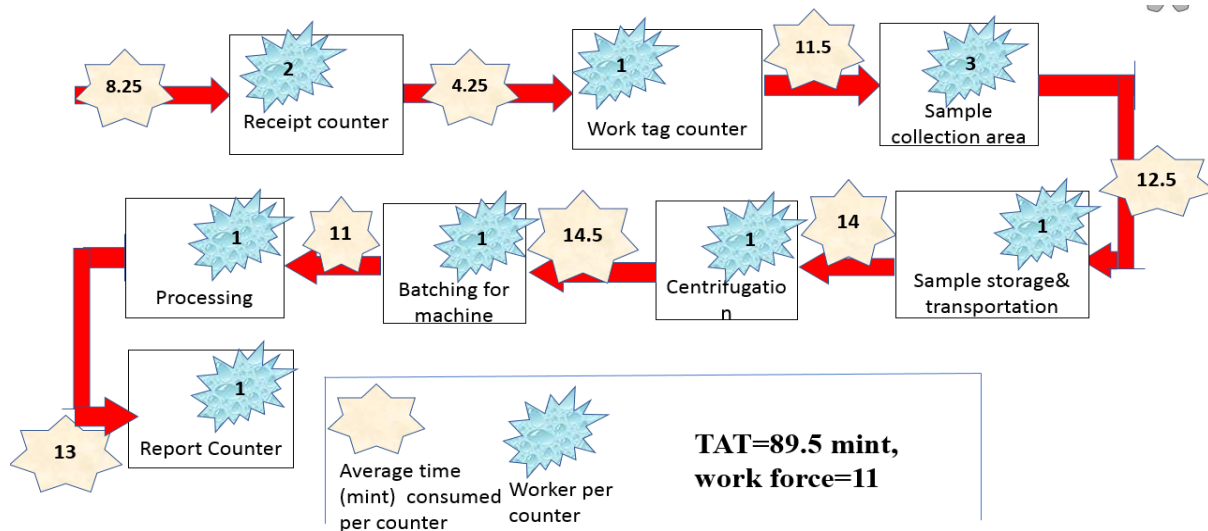 8.25
2
Receipt counter
4.25
1
Work tag counter
11.5
3
Sample
collection area
12.5
1
Processing
11
1
Batching for
machine
14.5
1
Centrifugatio
n
14
1
Sample storage&
transportation
13
1
Report Counter
Average time
(mint) consumed
per counter
Worker per
counter
TAT=89.5 mint,
work force=11